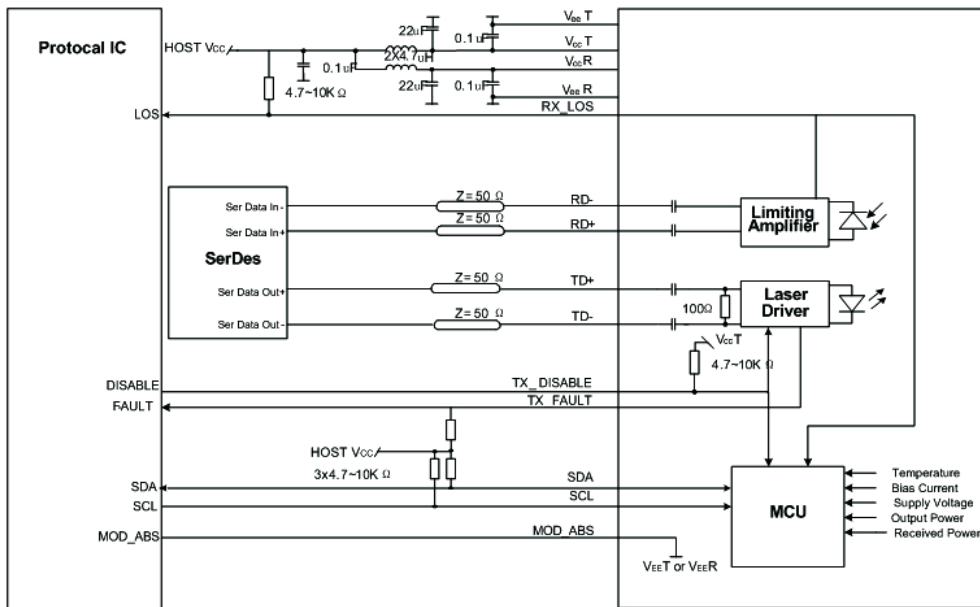 Protocal IC
HOST Vcc
22uF
0.1uF
VeeT
VccT
2X4.7uH
VccR
0.1uF
22uF
0.1uF
VeeR
4.7~10K Ω
LOS
RX_LOS
Ser Data In -
Z= 50 Ω
RD-
Ser Data In+
Z= 50 Ω
RD+
Limiting
Amplifier
SerDes
Ser Data Out+
Z= 50 Ω
TD+
Ser Data Out -
Z= 50 Ω
TD-
100Ω
Laser
Driver
VccT
4.7~10K Ω
DISABLE
TX_DISABLE
FAULT
TX_FAULT
HOST Vcc
3x4.7~10K Ω
SDA
SDA
SCL
SCL
MCU
Temperature
Bias Current
Supply Voltage
Output Power
Received Power
MOD_ABS
MOD_ABS
VEET or VEER